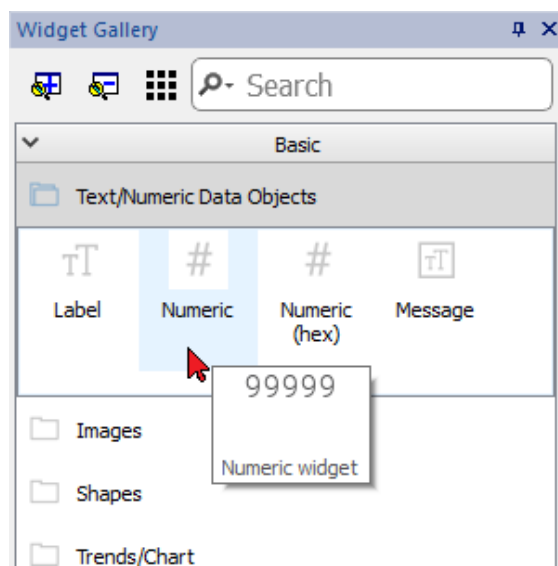 Widget Gallery
Search
Basic
Text/Numeric Data Objects
TT
#
#
TT
Label
Numeric
Numeric
(hex)
Message
99999
Numeric widget
Images
Shapes
Trends/Chart